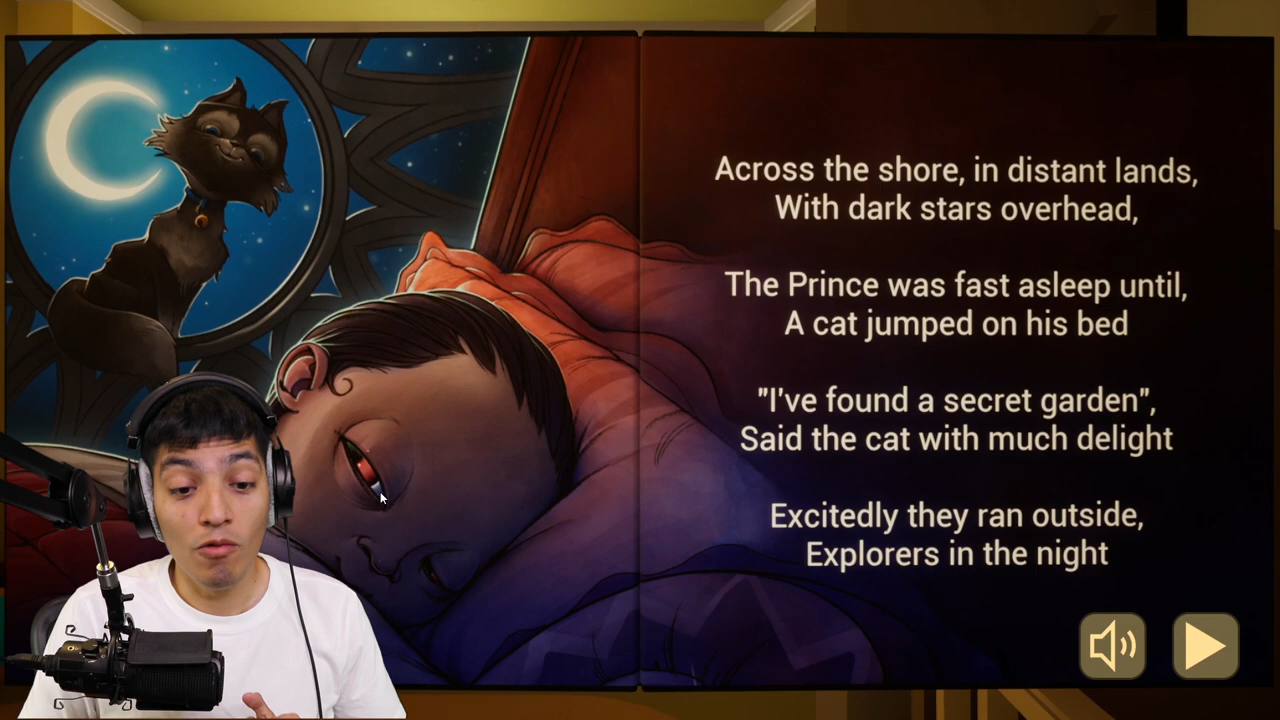 Across the shore, in distant lands,
With dark stars overhead,
The Prince was fast asleep until,
A cat jumped on his bed
"I've found a secret garden",
Said the cat with much delight
Excitedly they ran outside,
Explorers in the night